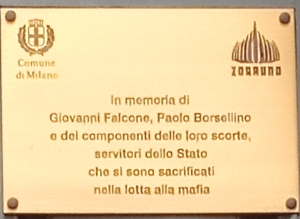 Comune
di Milano
ZORDUNO
In memoria di
Giovanni Falcone, Paolo Borsellino
e dei componenti delle loro scorte,
servitori dello Stato
che si sono sacrificati
nella lotta alla mafia